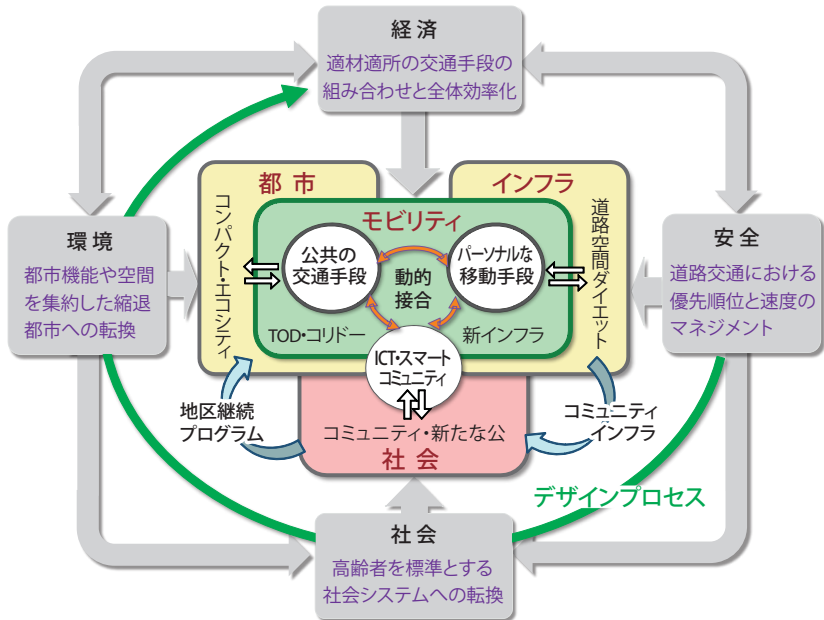 経済
適材適所の交通手段の
組み合わせと全体効率化
都市
インフラ
コンパクト・エコシティ
モビリティ
道路空間ダイエット
公共の
交通手段
パーソナルな
移動手段
動的
接合
TOD・コリドー
新インフラ
ICT・スマート
コミュニティ
環境
都市機能や空間
を集約した縮退
都市への転換
安全
道路交通における
優先順位と速度の
マネジメント
地区継続
プログラム
コミュニティ
インフラ
コミュニティ・新たな公
社会
デザインプロセス
社会
高齢者を標準とする
社会システムへの転換